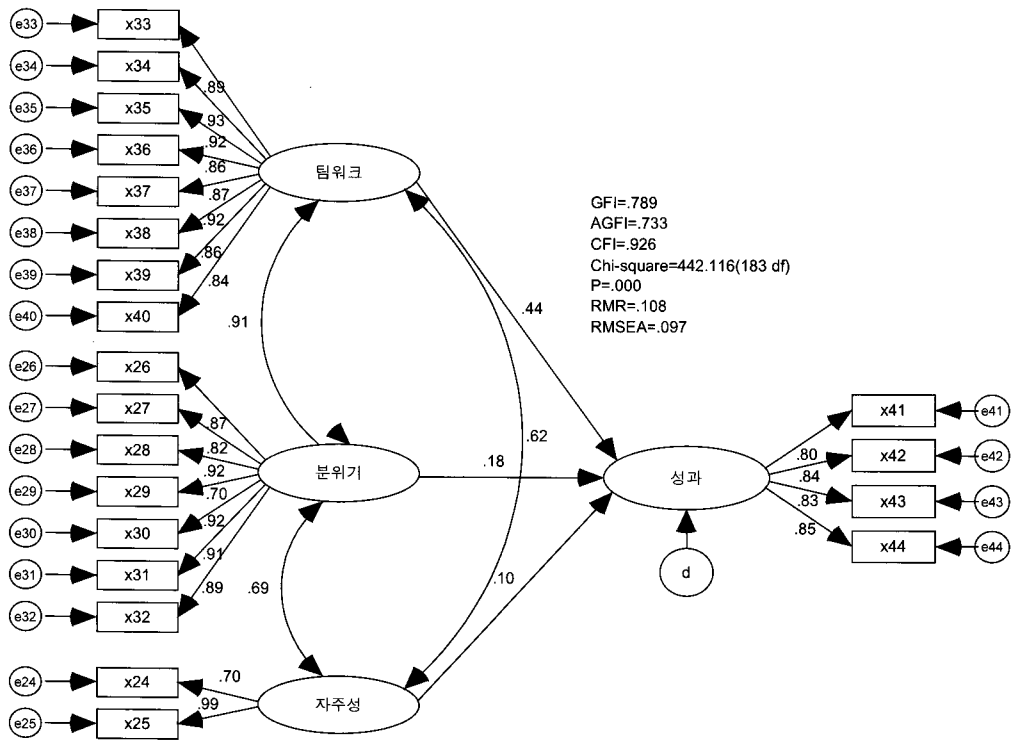 e33 x33
e34 x34
.89
e35 x35
.93
e36 x36
.92
e37 x37
.86
.87
e38 x38
.92
e39 x39
.86
e40 x40
.84
팀워크
GFI=.789
AGFI=.733
CFI=.926
Chi-square=442.116(183 df)
P=.000
RMR=.108
RMSEA=.097
.44
.91
e26 x26
e27 x27
.87
e28 x28
.82
e29 x29
.92
e30 x30
.70
.92
e31 x31
.91
e32 x32
.89
분위기
.18
.62
성과
x41 e41
.80
x42 e42
.84
x43 e43
.83
x44 e44
.85
d
.69
.10
e24 x24
.70
e25 x25
.99
자주성